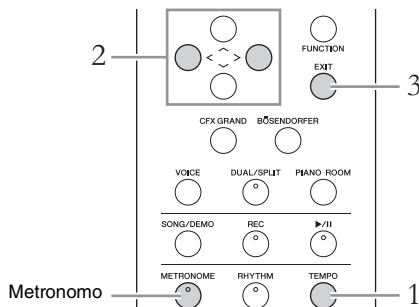 2
FUNCTION
EXIT
3
CFX GRAND BÖSENDORFER
VOICE DUAL/SPLIT PIANO ROOM
SONG/DEMO REC ▶/II
METRONOME RHYTHM TEMPO
Metronomo 1